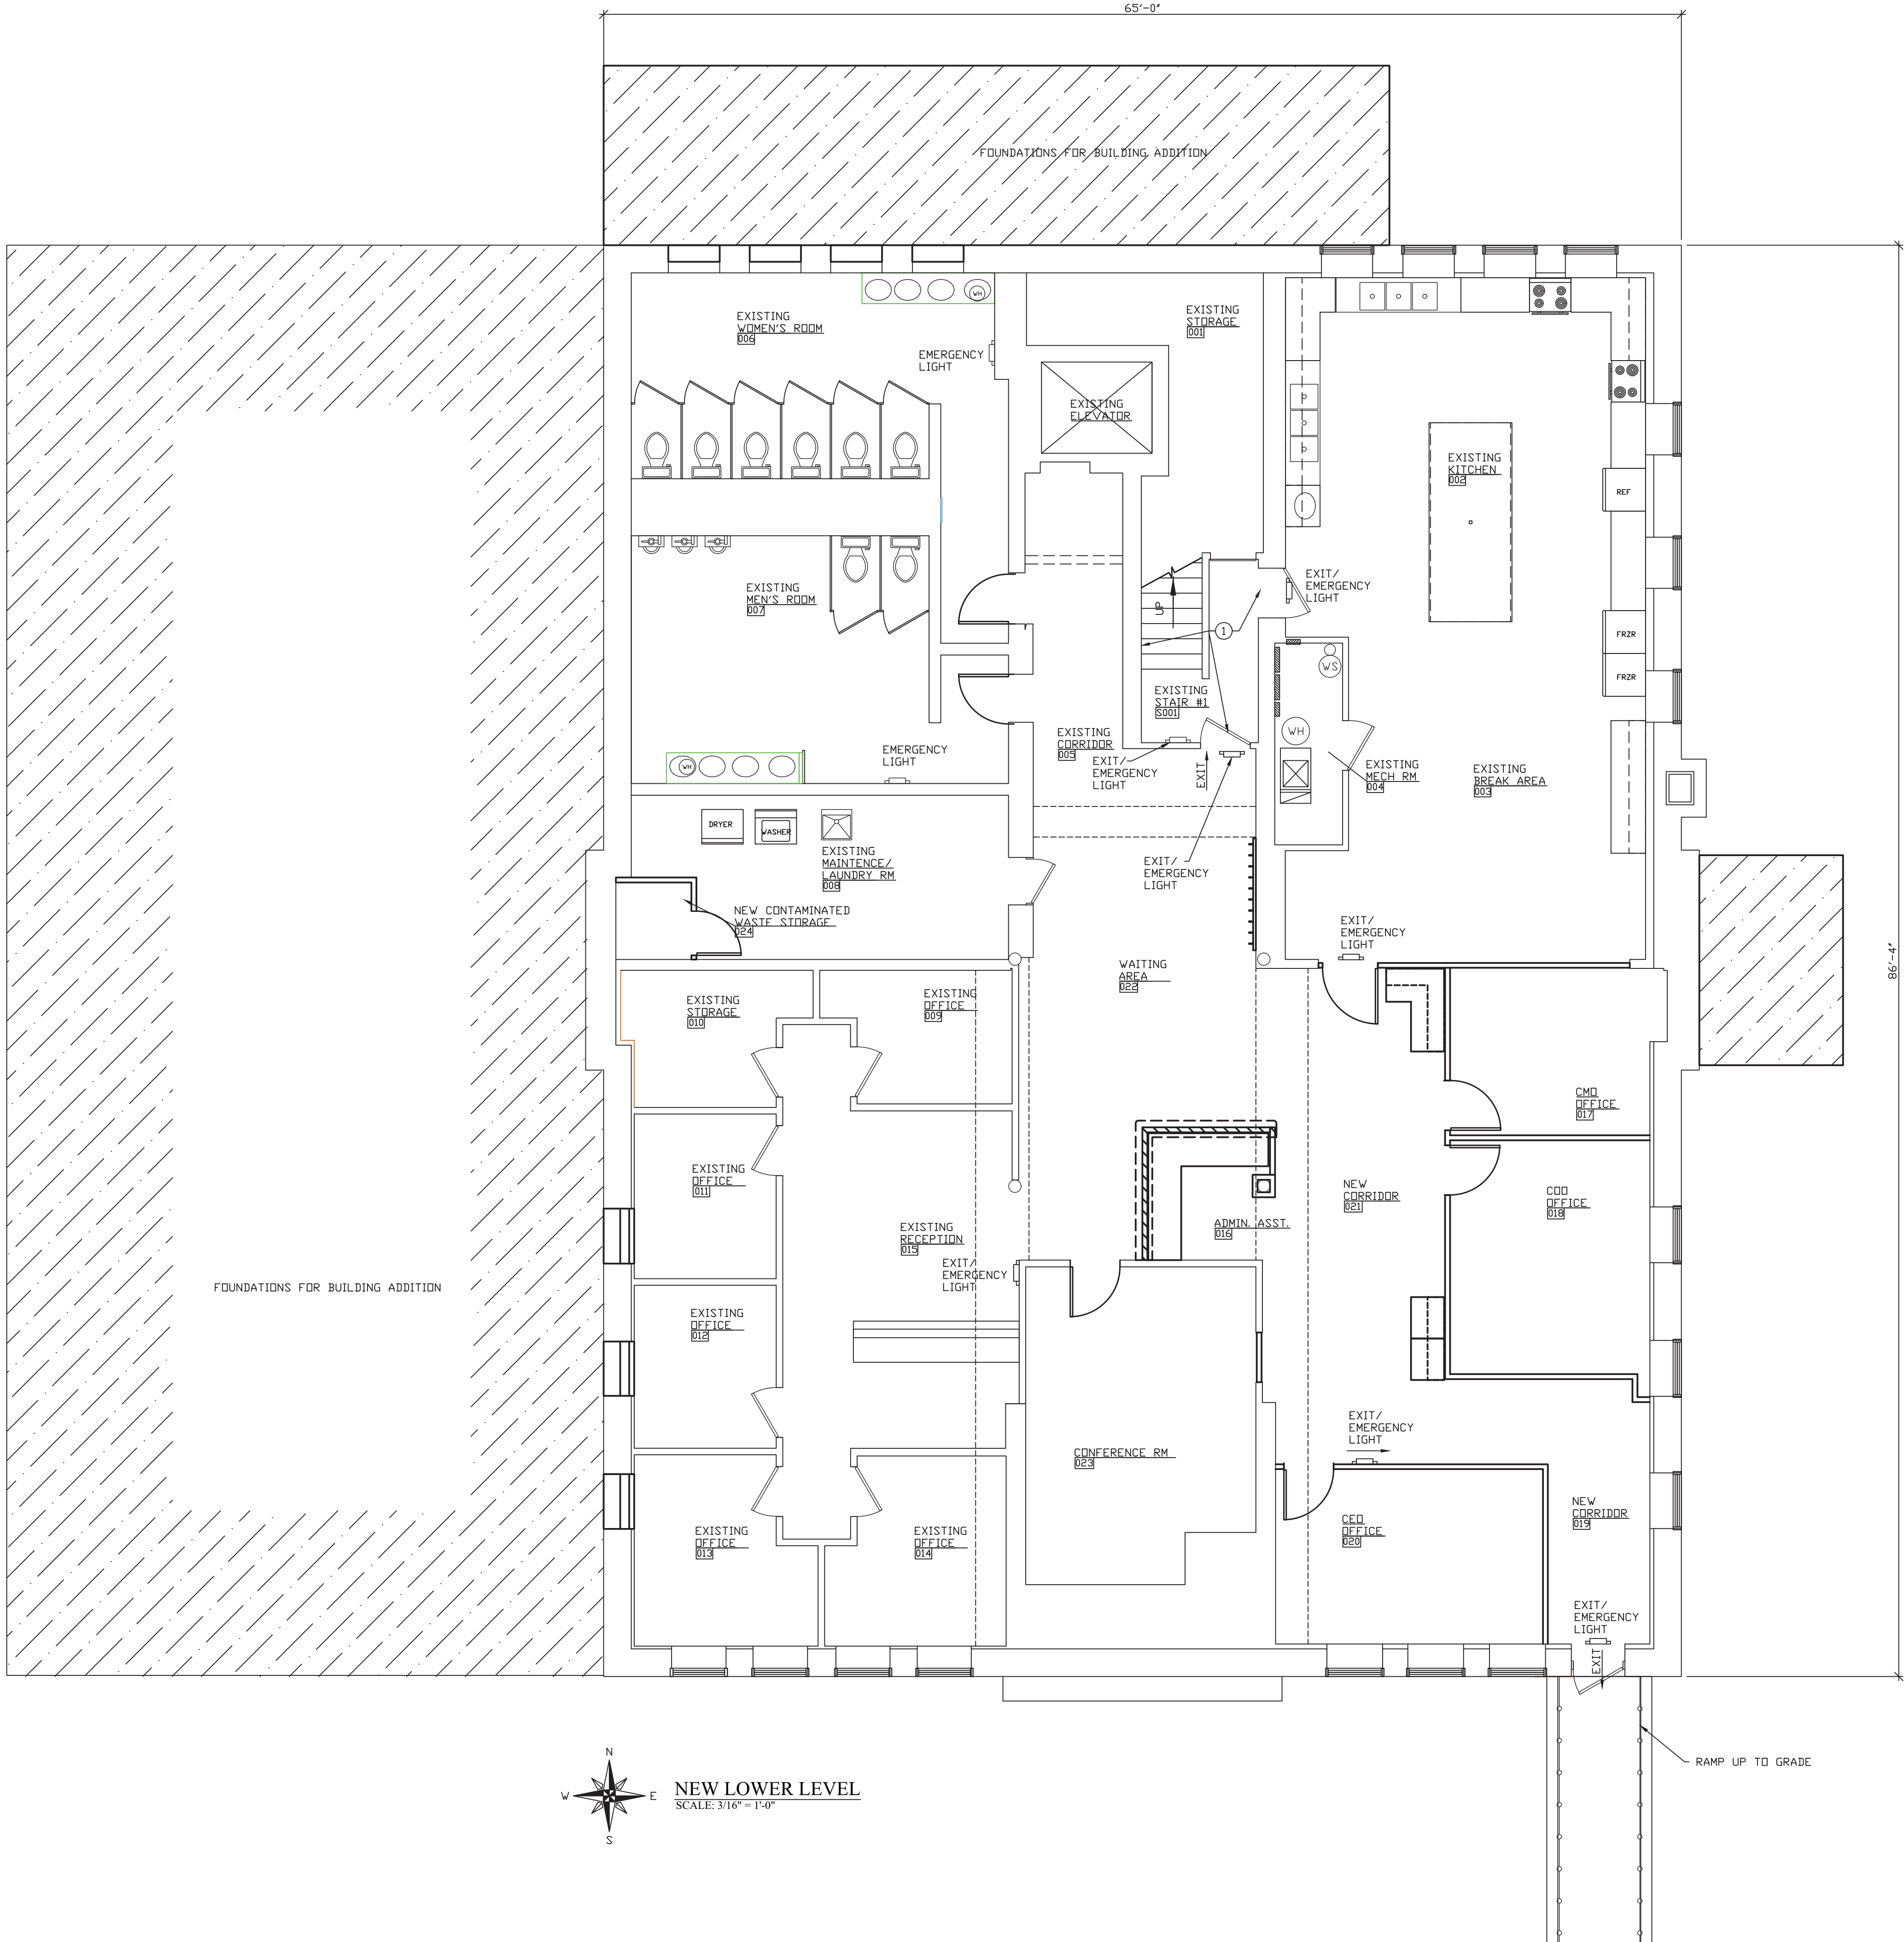 65'-0"
FOUNDATIONS FOR BUILDING ADDITION
EXISTING
WOMEN'S ROOM
006
WH
EMERGENCY
LIGHT
EXISTING
STORAGE
001
EXISTING
ELEVATOR
EXISTING
KITCHEN
002
REF
FRZR
FRZR
EXISTING
MEN'S ROOM
007
UP
1
EXIT/
EMERGENCY
LIGHT
WS
WH
EXISTING
STAIR #1
S001
EXISTING
CORRIDOR
005
EXIT/
EMERGENCY
LIGHT
EXIT
EMERGENCY
LIGHT
WH
EXISTING
MECH RM
004
EXISTING
BREAK AREA
003
DRYER
WASHER
EXISTING
MAINTENCE/
LAUNDRY RM
008
EXIT/
EMERGENCY
LIGHT
NEW CONTAMINATED
WASTE STORAGE
024
EXIT/
EMERGENCY
LIGHT
86'-4"
WAITING
AREA
022
EXISTING
STORAGE
010
EXISTING
OFFICE
009
CMO
OFFICE
017
EXISTING
OFFICE
011
NEW
CORRIDOR
021
COO
OFFICE
018
EXISTING
RECEPTION
015
ADMIN. ASST.
016
EXIT/
EMERGENCY
LIGHT
FOUNDATIONS FOR BUILDING ADDITION
EXISTING
OFFICE
012
EXIT/
EMERGENCY
LIGHT
CONFERENCE RM
023
EXISTING
OFFICE
013
EXISTING
OFFICE
014
CEO
OFFICE
020
NEW
CORRIDOR
019
EXIT/
EMERGENCY
LIGHT
EXIT
RAMP UP TO GRADE
N
W
E
S
NEW LOWER LEVEL
SCALE: 3/16" = 1'-0"